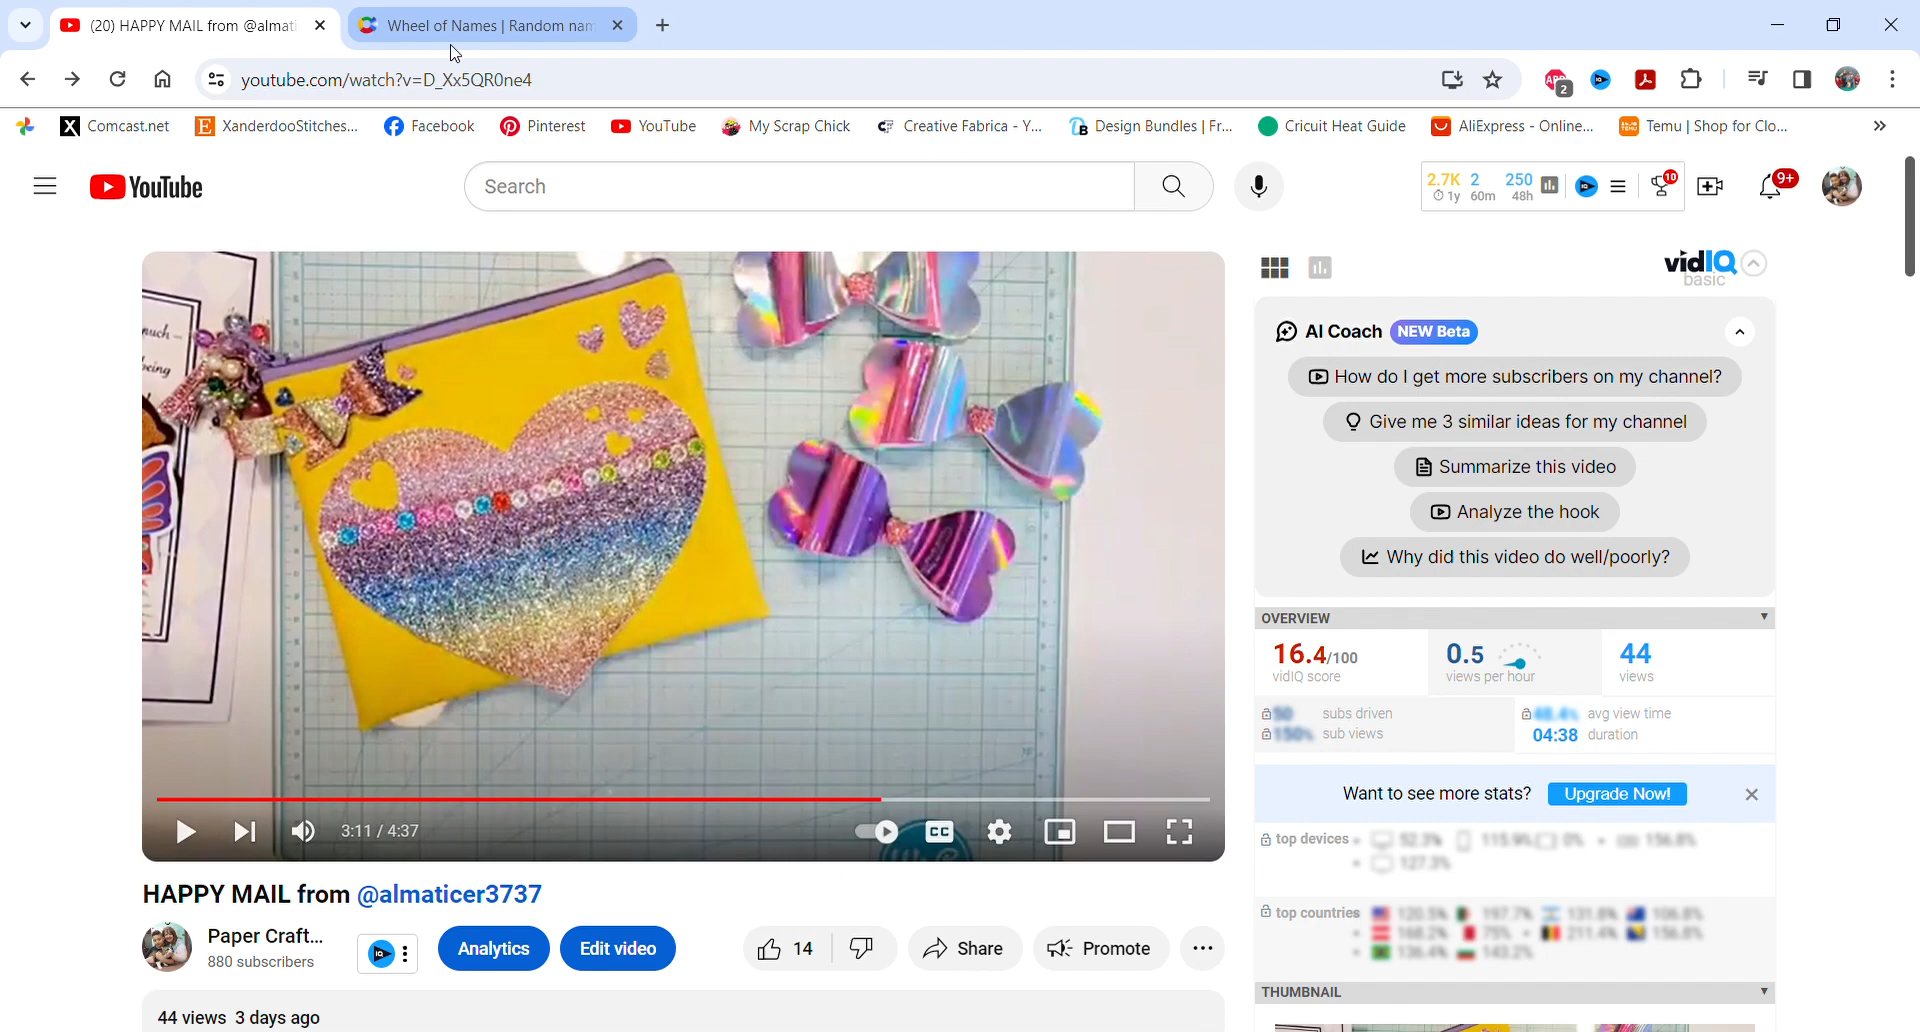 (20) HAPPY MAIL from @almati
Wheel of Names | Random nam
youtube.com/watch?v=D_Xx5QR0ne4
ABP 2
Comcast.net
XanderdooStitches...
Facebook
Pinterest
YouTube
My Scrap Chick
Creative Fabrica - Y...
Design Bundles | Fr...
Cricut Heat Guide
AliExpress - Online...
Temu | Shop for Clo...
YouTube
Search
2.7K 2 250
1y 60m 48h
10
9+
vidIQ
basic
AI Coach NEW Beta
How do I get more subscribers on my channel?
Give me 3 similar ideas for my channel
Summarize this video
Analyze the hook
Why did this video do well/poorly?
OVERVIEW
16.4/100
vidIQ score
0.5
views per hour
44
views
subs driven
sub views
avg view time
04:38 duration
Want to see more stats? Upgrade Now!
top devices
top countries
THUMBNAIL
much
being
3:11 / 4:37
CC
HAPPY MAIL from @almaticer3737
Paper Craft...
880 subscribers
Analytics
Edit video
14
Share
Promote
44 views 3 days ago